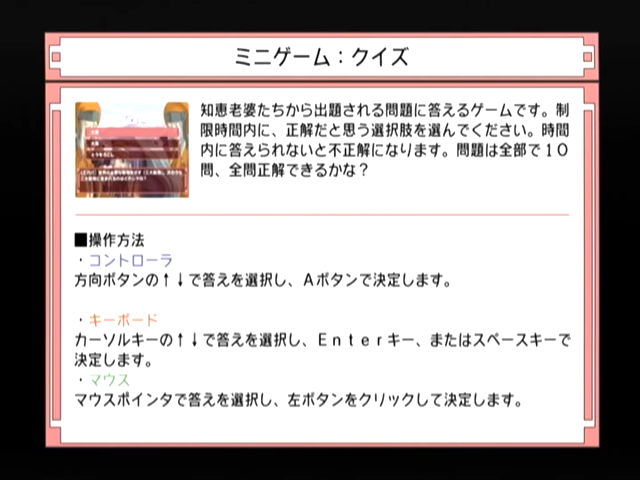 ミニゲーム：クイズ
知恵老婆たちから出題される問題に答えるゲームです。制
限時間内に、正解だと思う選択肢を選んでください。時間
内に答えられないと不正解になります。問題は全部で１０
問、全問正解できるかな？
■操作方法
・コントローラ
方向ボタンの↑↓で答えを選択し、Ａボタンで決定します。
・キーボード
カーソルキーの↑↓で答えを選択し、Ｅｎｔｅｒキー、またはスペースキーで
決定します。
・マウス
マウスポインタで答えを選択し、左ボタンをクリックして決定します。